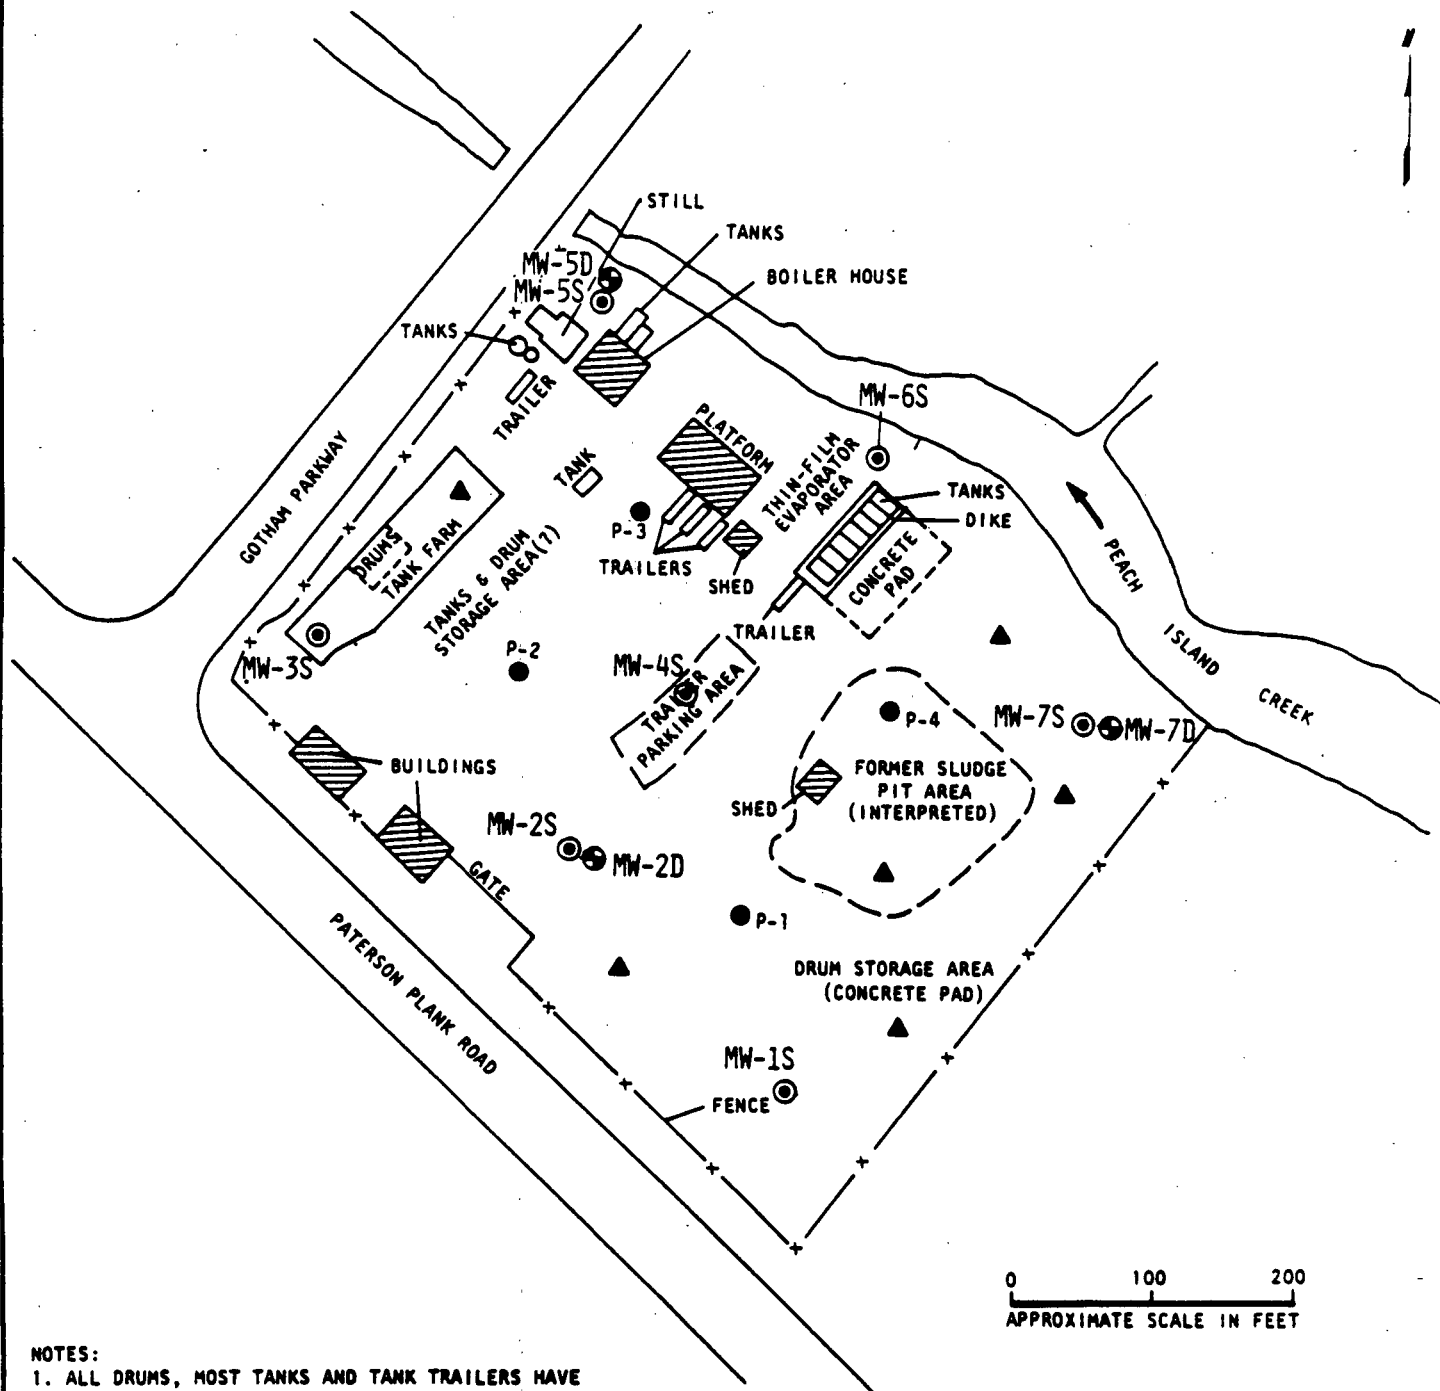 STILL
TANKS
MW-5D
BOILER HOUSE
MW-5S
TANKS
TRAILER
MW-6S
PLATFORM
THIN-FILM
EVAPORATOR
AREA
TANK
TANKS
DIKE
GOTHAM PARKWAY
P-3
DRUMS
TANK FARM
TANKS & DRUM
STORAGE AREA(?)
TRAILERS
SHED
CONCRETE
PAD
PEACH
ISLAND
CREEK
TRAILER
P-2
MW-3S
MW-4S
TRAILER
PARKING AREA
P-4
MW-7S
MW-7D
BUILDINGS
FORMER SLUDGE
PIT AREA
(INTERPRETED)
SHED
MW-2S
MW-2D
GATE
P-1
PATERSON PLANK ROAD
DRUM STORAGE AREA
(CONCRETE PAD)
MW-1S
FENCE
0 100 200
APPROXIMATE SCALE IN FEET
NOTES:
1. ALL DRUMS, MOST TANKS AND TANK TRAILERS HAVE